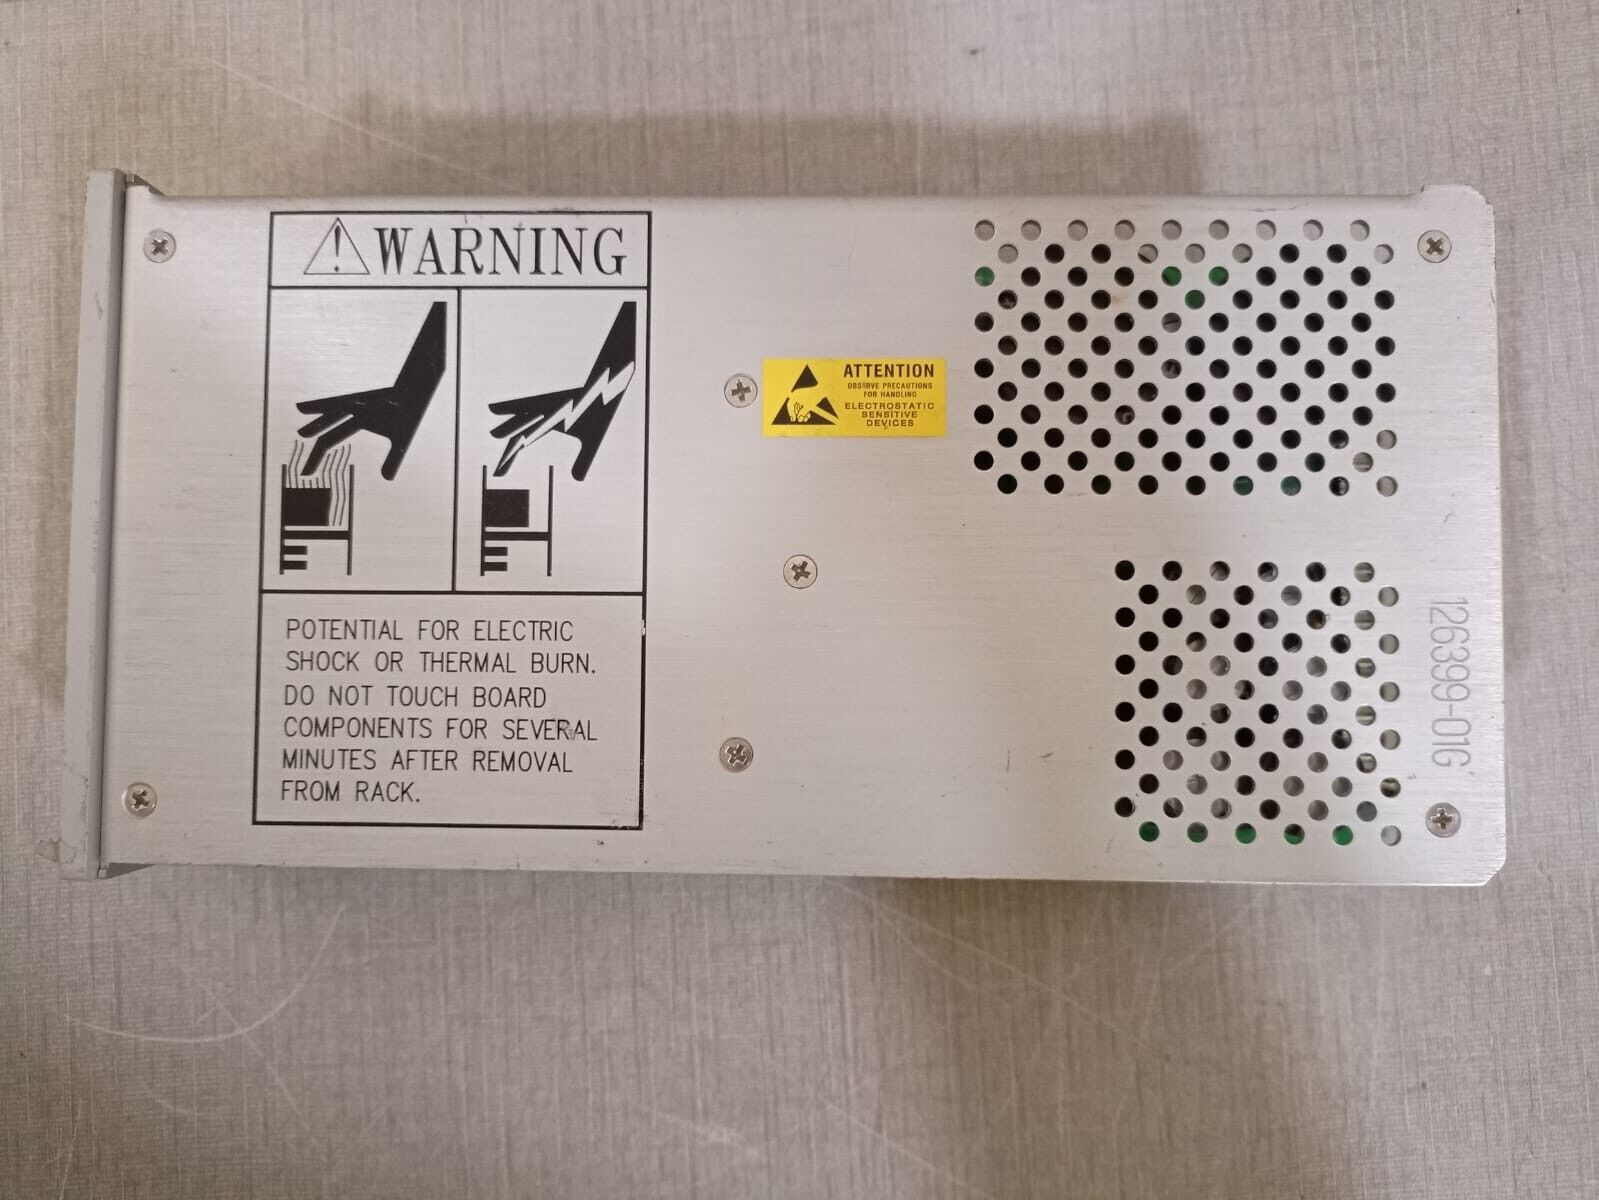 WARNING
POTENTIAL FOR ELECTRIC
SHOCK OR THERMAL BURN.
DO NOT TOUCH BOARD
COMPONENTS FOR SEVERAL
MINUTES AFTER REMOVAL
FROM RACK.
ATTENTION
OBSERVE PRECAUTIONS
FOR HANDLING
ELECTROSTATIC
SENSITIVE
DEVICES
126399-01G